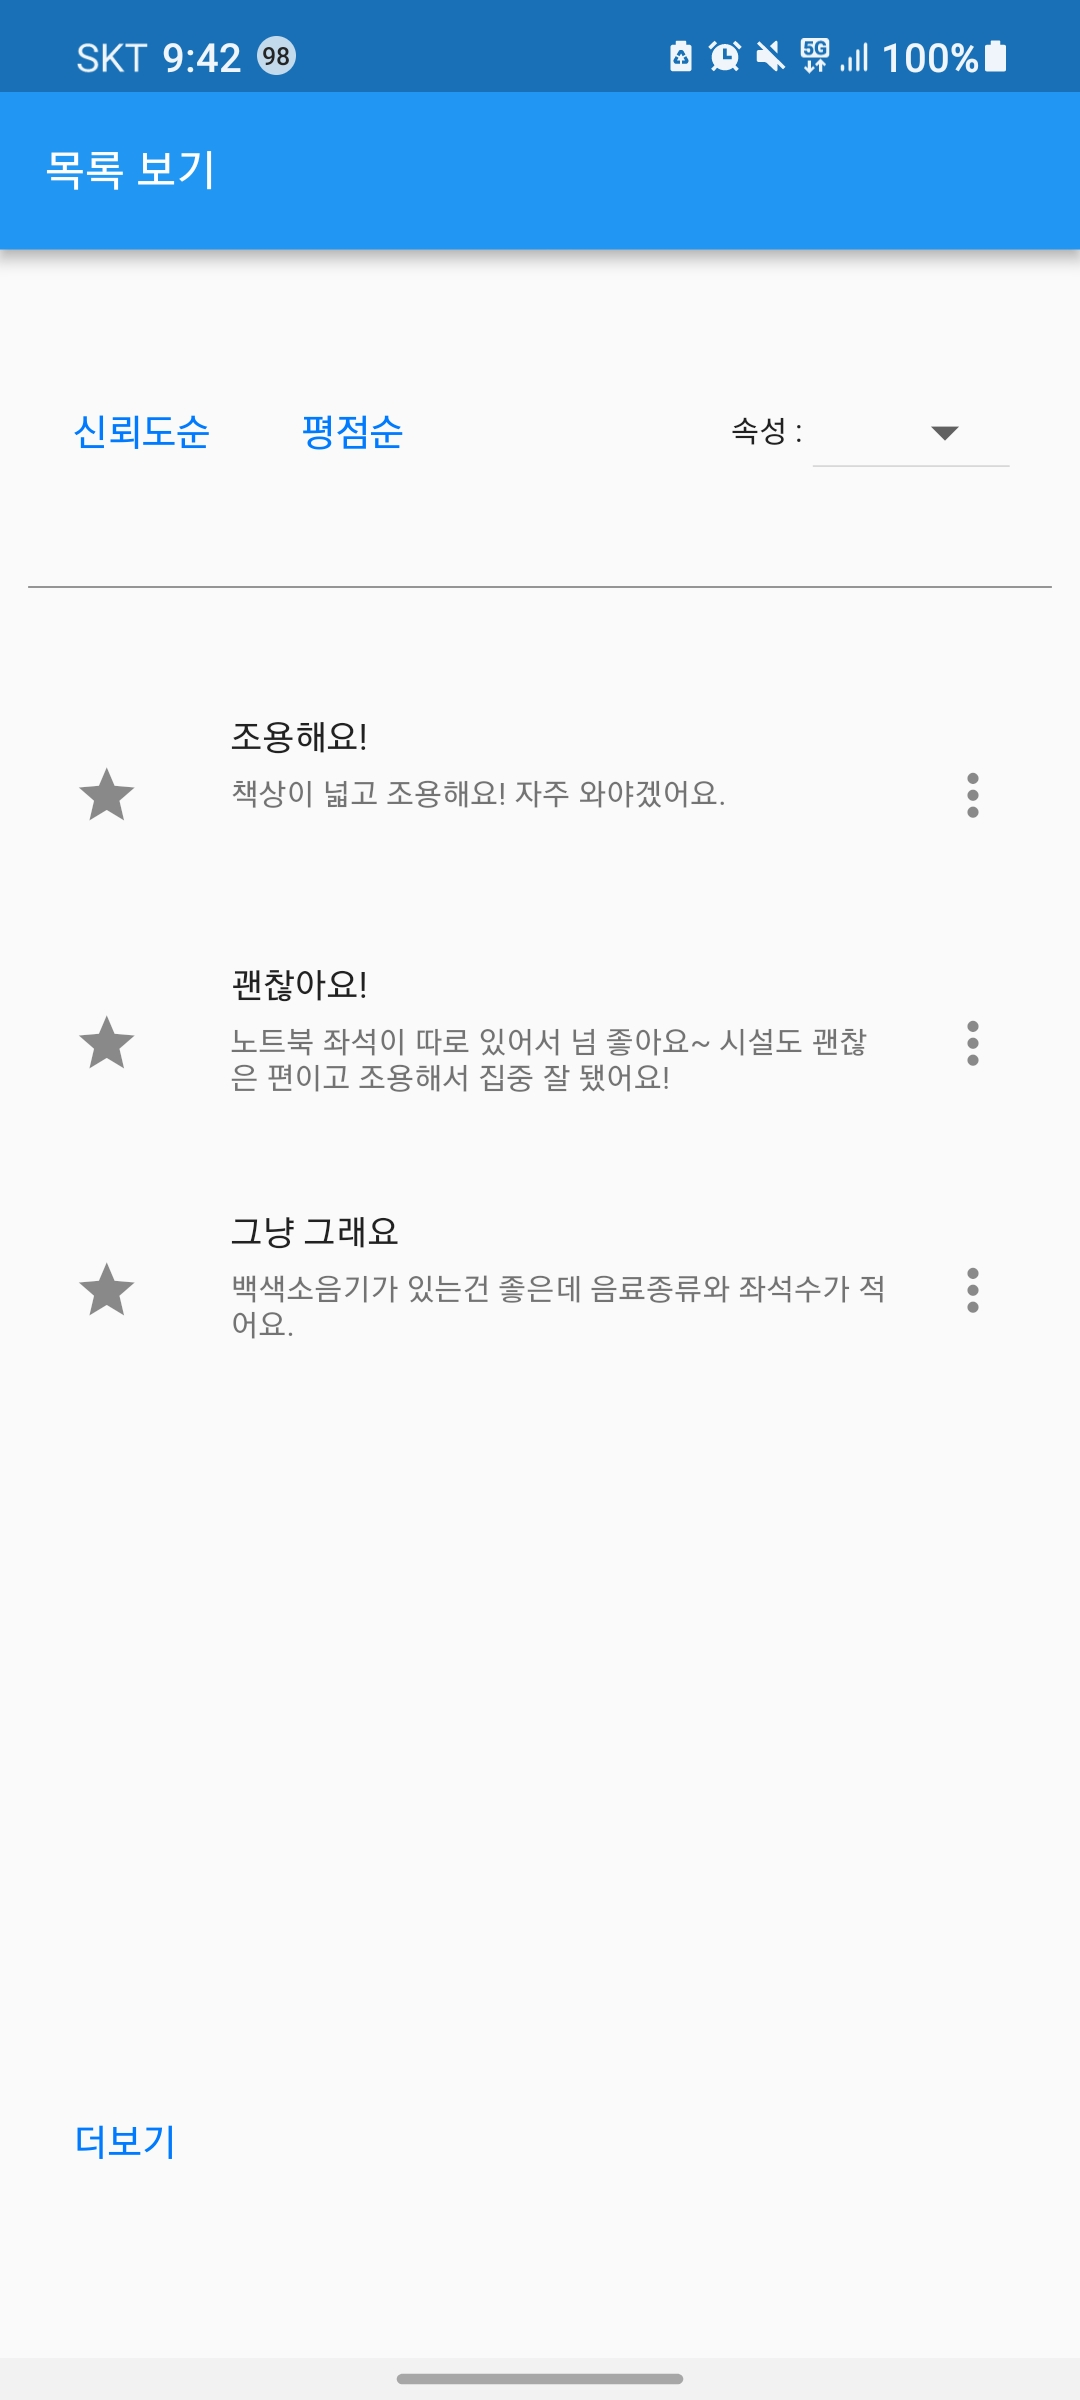 SKT 9:42 98 5G 100%
목록 보기
신뢰도순 평점순 속성 :
조용해요!
책상이 넓고 조용해요! 자주 와야겠어요.
괜찮아요!
노트북 좌석이 따로 있어서 넘 좋아요~ 시설도 괜찮
은 편이고 조용해서 집중 잘 됐어요!
그냥 그래요
백색소음기가 있는건 좋은데 음료종류와 좌석수가 적
어요.
더보기